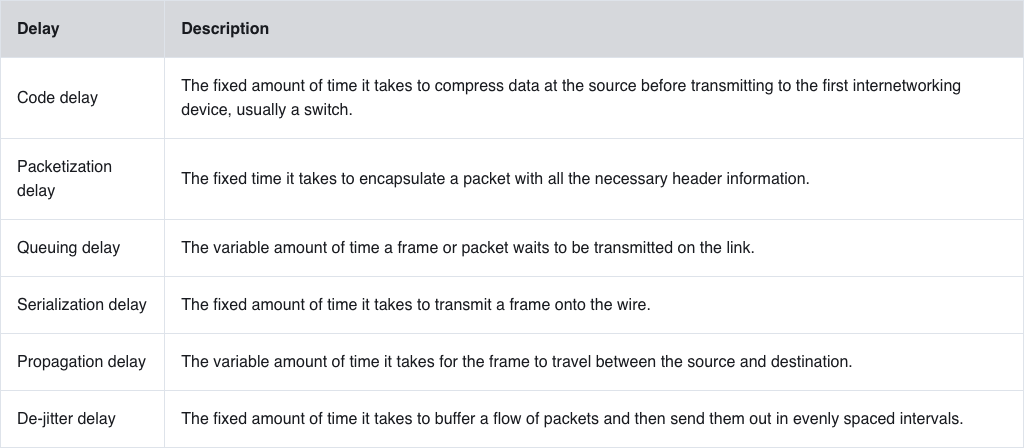 Delay Description
Code delay
The fixed amount of time it takes to compress data at the source before transmitting to the first internetworking
device, usually a switch.
Packetization
delay
The fixed time it takes to encapsulate a packet with all the necessary header information.
Queuing delay
The variable amount of time a frame or packet waits to be transmitted on the link.
Serialization delay
The fixed amount of time it takes to transmit a frame onto the wire.
Propagation delay
The variable amount of time it takes for the frame to travel between the source and destination.
De-jitter delay
The fixed amount of time it takes to buffer a flow of packets and then send them out in evenly spaced intervals.